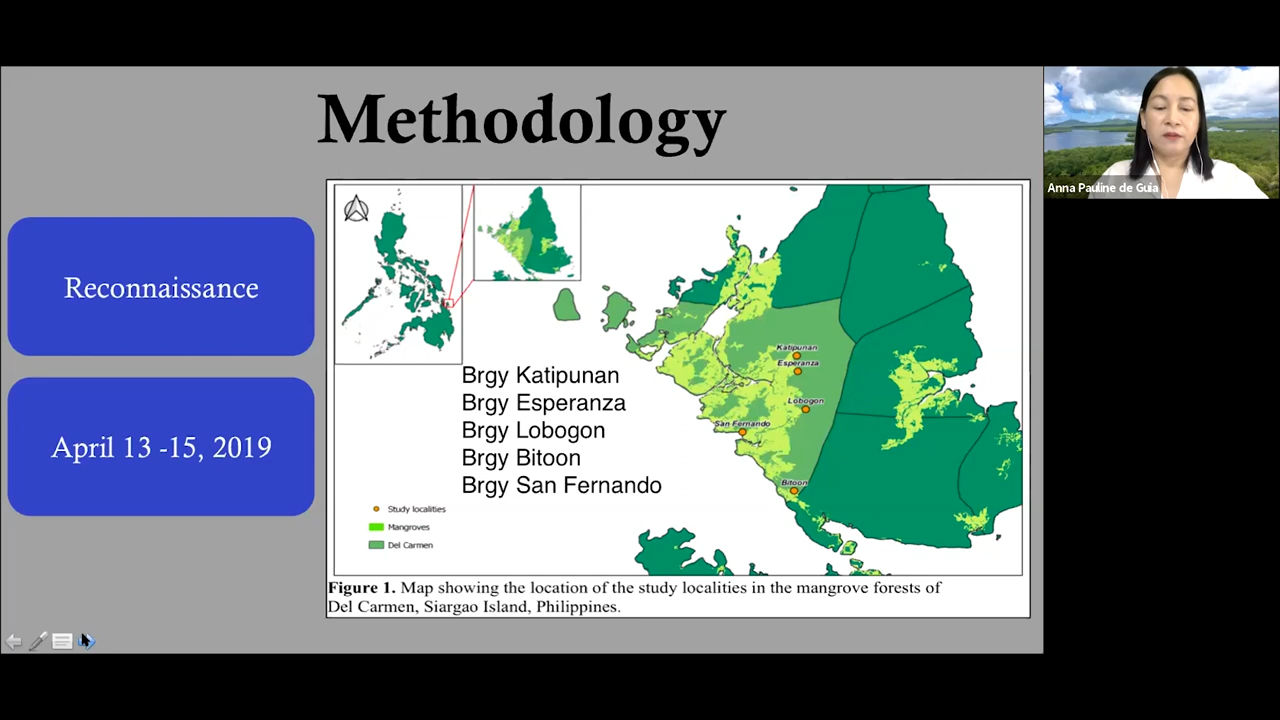 Methodology
Anna Pauline de Guia
Reconnaissance
April 13 -15, 2019
Katipunan
Esperanza
Lobogon
San Fernando
Bitoon
Brgy Katipunan
Brgy Esperanza
Brgy Lobogon
Brgy Bitoon
Brgy San Fernando
Study localities
Mangroves
Del Carmen
Figure 1. Map showing the location of the study localities in the mangrove forests of
Del Carmen, Siargao Island, Philippines.